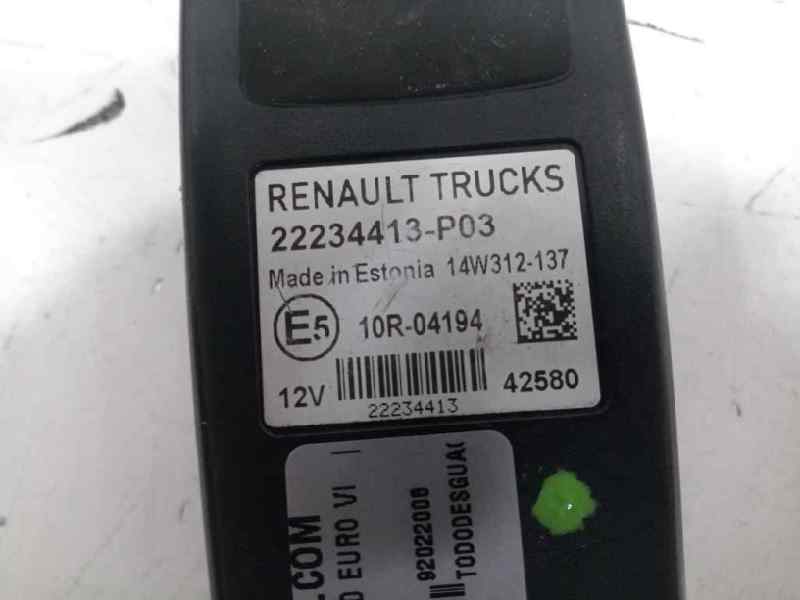 RENAULT TRUCKS
22234413-P03
Made in Estonia 14W312-137
E5 10R-04194
12V 42580
22234413
.COM
EURO VI
92022008
TODODESGUAC